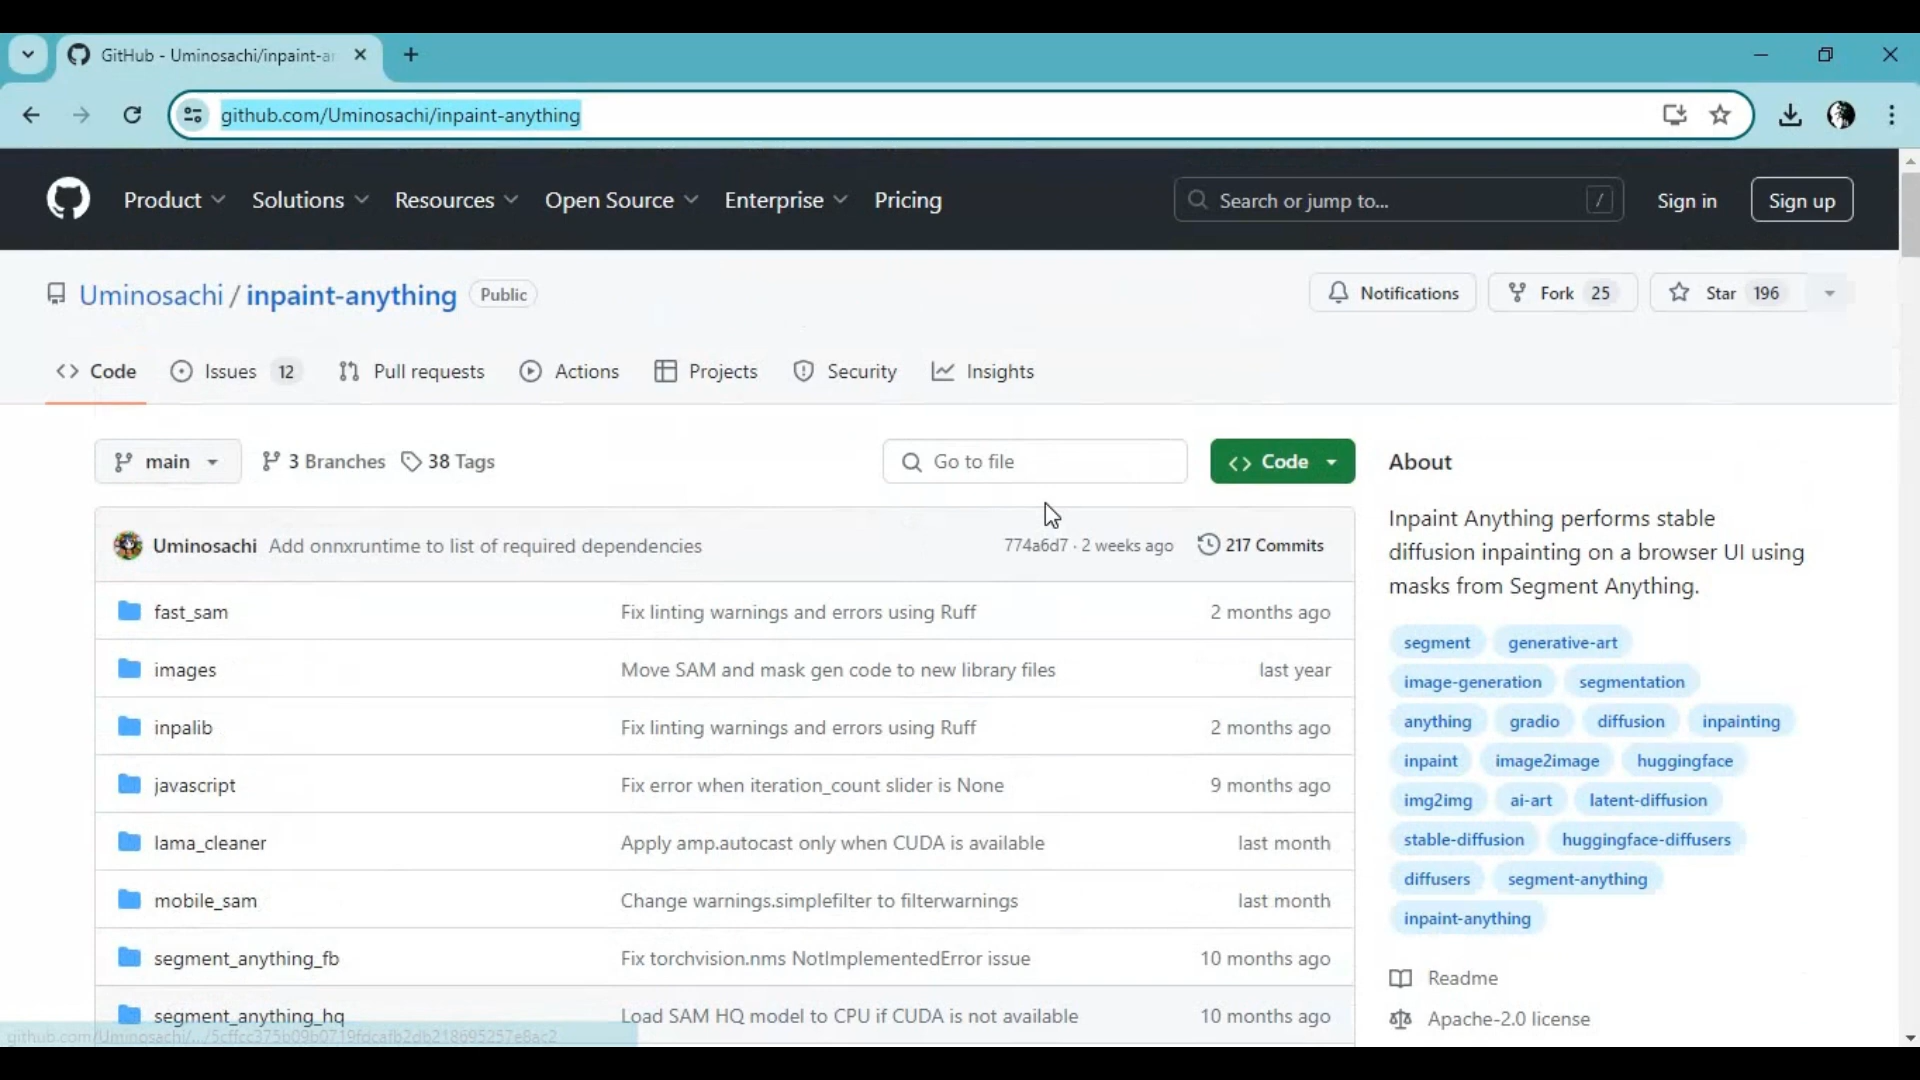 GitHub - Uminosachi/inpaint-ar
github.com/Uminosachi/inpaint-anything
Product Solutions Resources Open Source Enterprise Pricing Search or jump to... / Sign in Sign up
Uminosachi / inpaint-anything Public Notifications Fork 25 Star 196
Code Issues 12 Pull requests Actions Projects Security Insights
main 3 Branches 38 Tags Go to file Code
Uminosachi Add onnxruntime to list of required dependencies 774a6d7 · 2 weeks ago 217 Commits
fast_sam Fix linting warnings and errors using Ruff 2 months ago
images Move SAM and mask gen code to new library files last year
inpalib Fix linting warnings and errors using Ruff 2 months ago
javascript Fix error when iteration_count slider is None 9 months ago
lama_cleaner Apply amp.autocast only when CUDA is available last month
mobile_sam Change warnings.simplefilter to filterwarnings last month
segment_anything_fb Fix torchvision.nms NotImplementedError issue 10 months ago
segment_anything_hq Load SAM HQ model to CPU if CUDA is not available 10 months ago
About
Inpaint Anything performs stable
diffusion inpainting on a browser UI using
masks from Segment Anything.
segment generative-art
image-generation segmentation
anything gradio diffusion inpainting
inpaint image2image huggingface
img2img ai-art latent-diffusion
stable-diffusion huggingface-diffusers
diffusers segment-anything
inpaint-anything
Readme
Apache-2.0 license